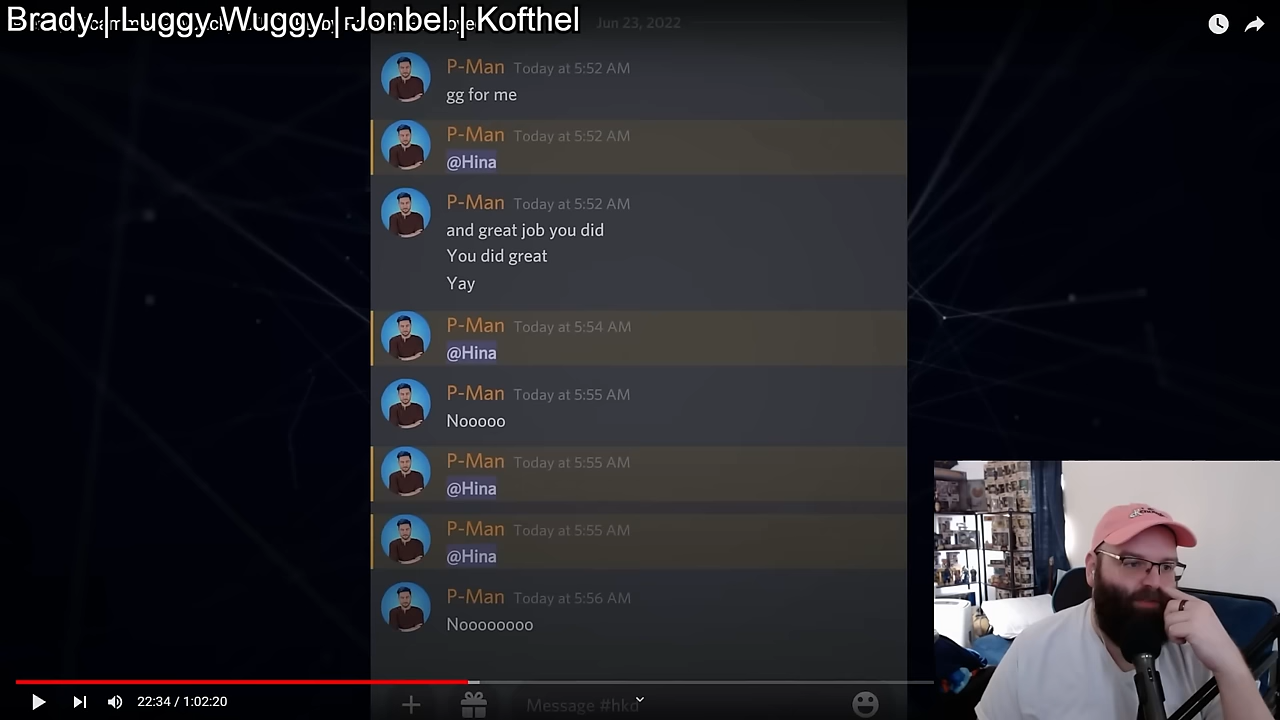 Brady | Luggy Wuggy | Jonbel | Kofthel
Jun 23, 2022
P-Man Today at 5:52 AM
gg for me
P-Man Today at 5:52 AM
@Hina
P-Man Today at 5:52 AM
and great job you did
You did great
Yay
P-Man Today at 5:54 AM
@Hina
P-Man Today at 5:55 AM
Nooooo
P-Man Today at 5:55 AM
@Hina
P-Man Today at 5:55 AM
@Hina
P-Man Today at 5:56 AM
Noooooooo
22:34 / 1:02:20
Message #hkd